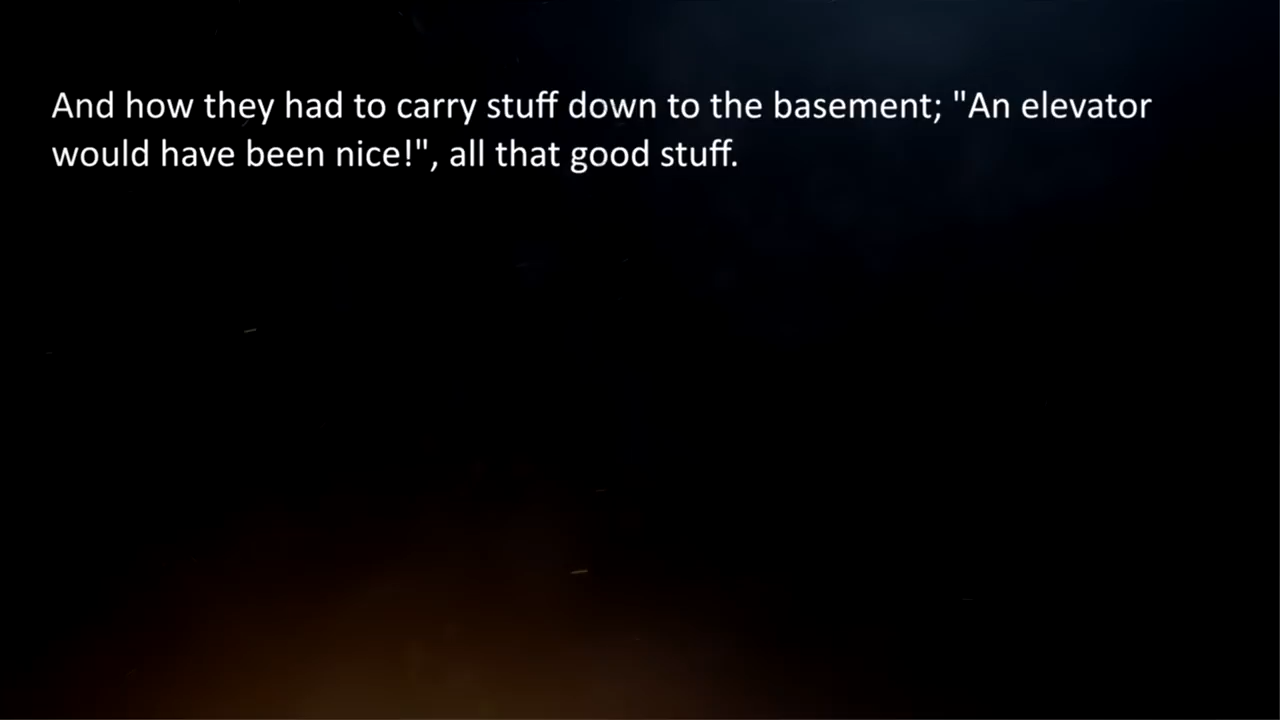 And how they had to carry stuff down to the basement; "An elevator
would have been nice!", all that good stuff.